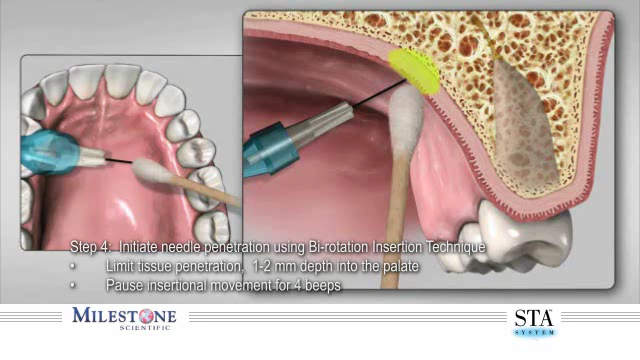 Step 4: Initiate needle penetration using Bi-rotation Insertion Technique
• Limit tissue penetration, 1-2 mm depth into the palate
• Pause insertional movement for 4 beeps
MILESTONE
SCIENTIFIC
STA
SYSTEM